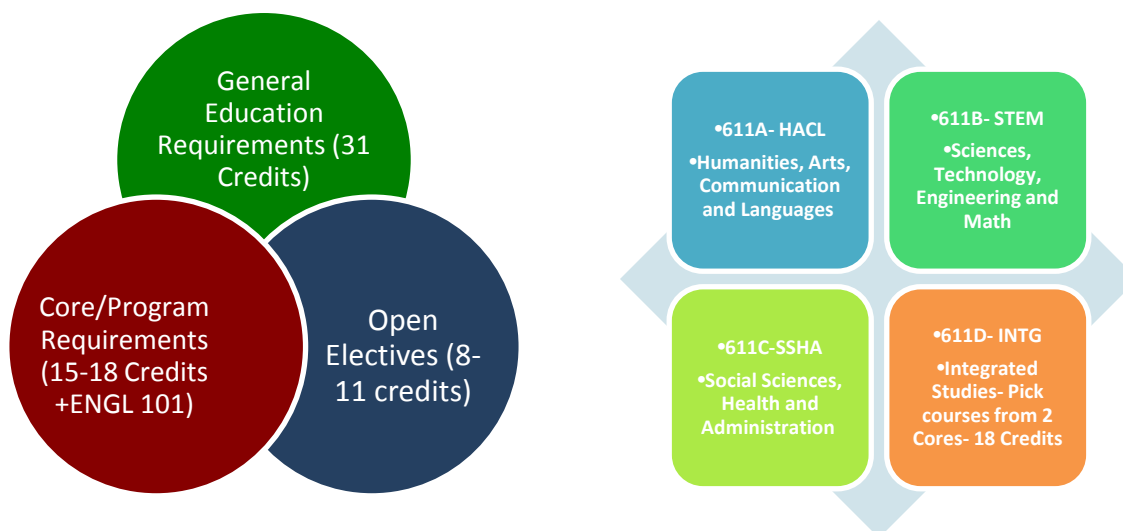 General
Education
Requirements (31
Credits)
Core/Program
Requirements
(15-18 Credits
+ENGL 101)
Open
Electives (8-
11 credits)
•611A- HACL
•Humanities, Arts,
Communication
and Languages
•611B- STEM
•Sciences,
Technology,
Engineering and
Math
•611C-SSHA
•Social Sciences,
Health and
Administration
•611D- INTG
•Integrated
Studies- Pick
courses from 2
Cores- 18 Credits